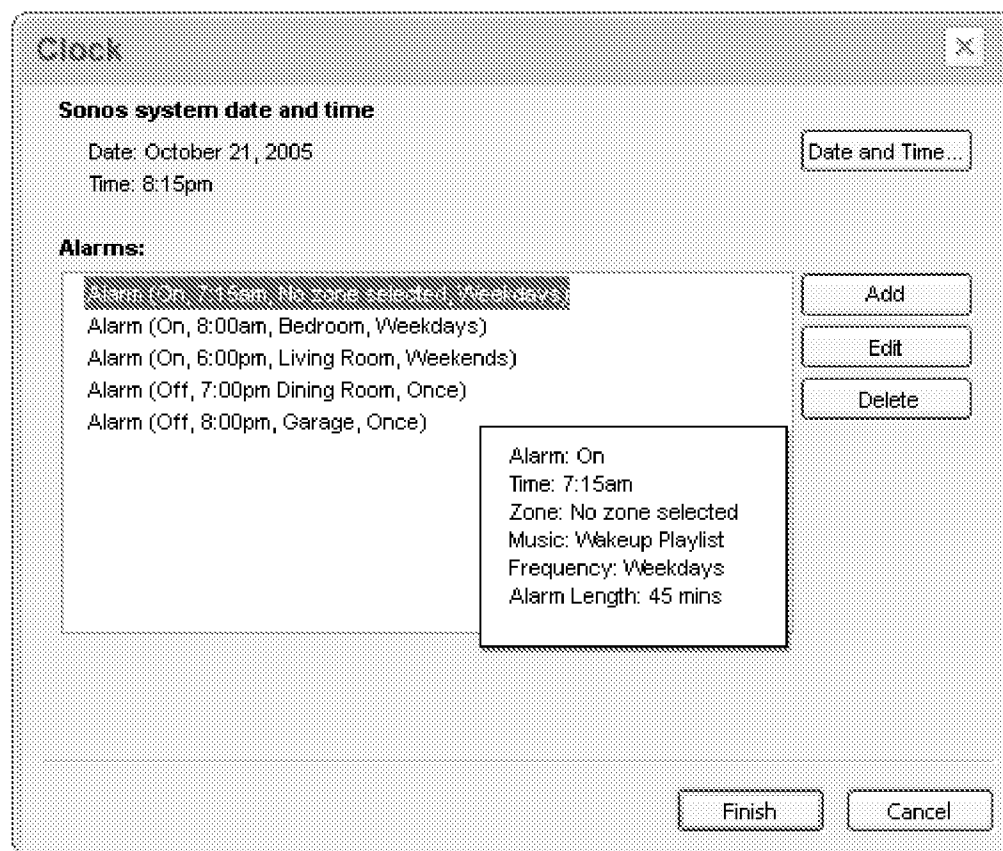 Clock
Sonos system date and time
Date: October 21, 2005
Time: 8:15pm
Date and Time...
Alarms:
Alarm (On, 7:15am, No zone selected, Weekdays)
Alarm (On, 8:00am, Bedroom, Weekdays)
Alarm (On, 6:00pm, Living Room, Weekends)
Alarm (Off, 7:00pm Dining Room, Once)
Alarm (Off, 8:00pm, Garage, Once)
Add
Edit
Delete
Alarm: On
Time: 7:15am
Zone: No zone selected
Music: Wakeup Playlist
Frequency: Weekdays
Alarm Length: 45 mins
Finish
Cancel